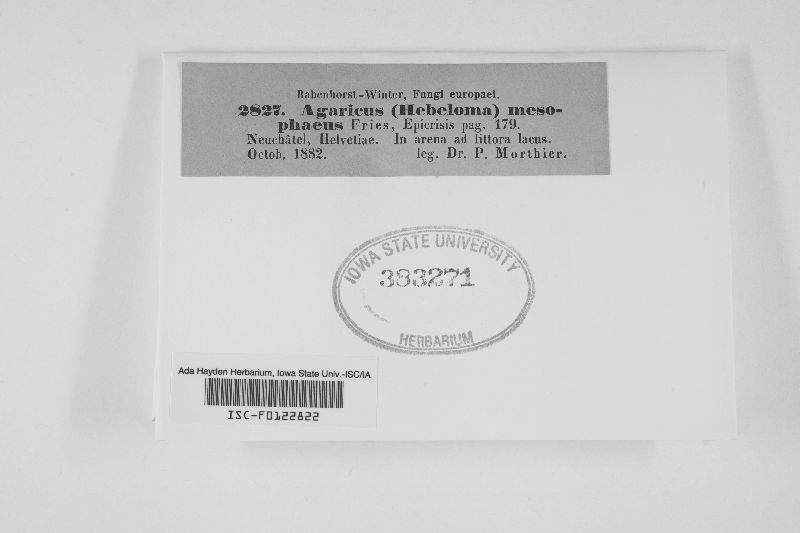 Rabenhorst-Winter, Fungi europaei.
2827. Agaricus (Hebeloma) meso-
phaeus Fries, Epicrisis pag. 179.
Neuchâtel, Helvetiae. In arena ad littora lacus.
Octob, 1882. leg. Dr. P. Morthier.
IOWA STATE UNIVERSITY
383271
HERBARIUM
Ada Hayden Herbarium, Iowa State Univ.-ISC/IA
ISC-F0122822